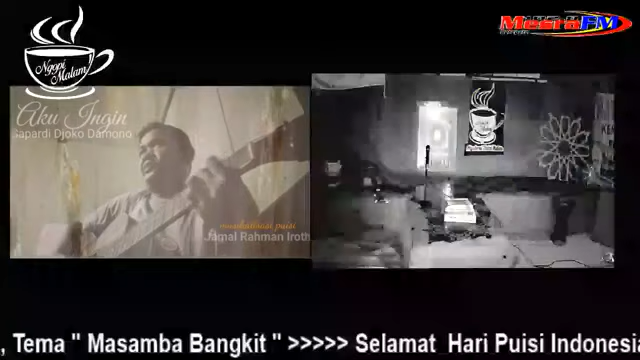 Ngopi
Malam
MesraFM
Aku Ingin
Sapardi Djoko Damono
musikalisasi puisi
Jamal Rahman Iroth
, Tema " Masamba Bangkit " >>>>> Selamat Hari Puisi Indonesi